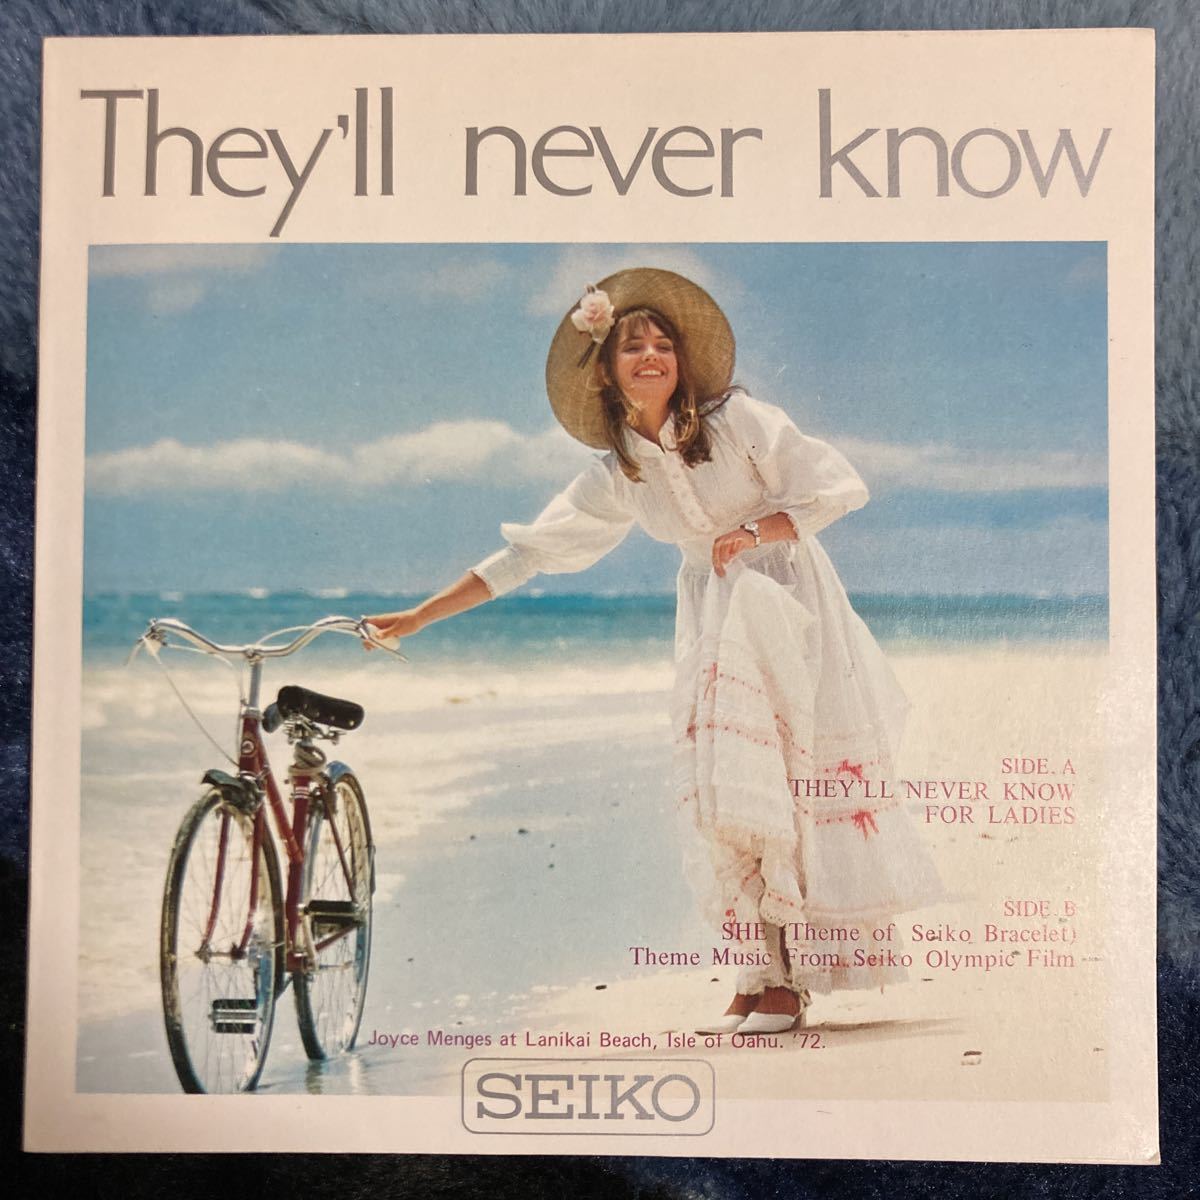 They'll never know
SIDE. A
THEY'LL NEVER KNOW
FOR LADIES
SIDE. B
SHE (Theme of Seiko Bracelet)
Theme Music From Seiko Olympic Film
Joyce Menges at Lanikai Beach, Isle of Oahu. '72.
SEIKO